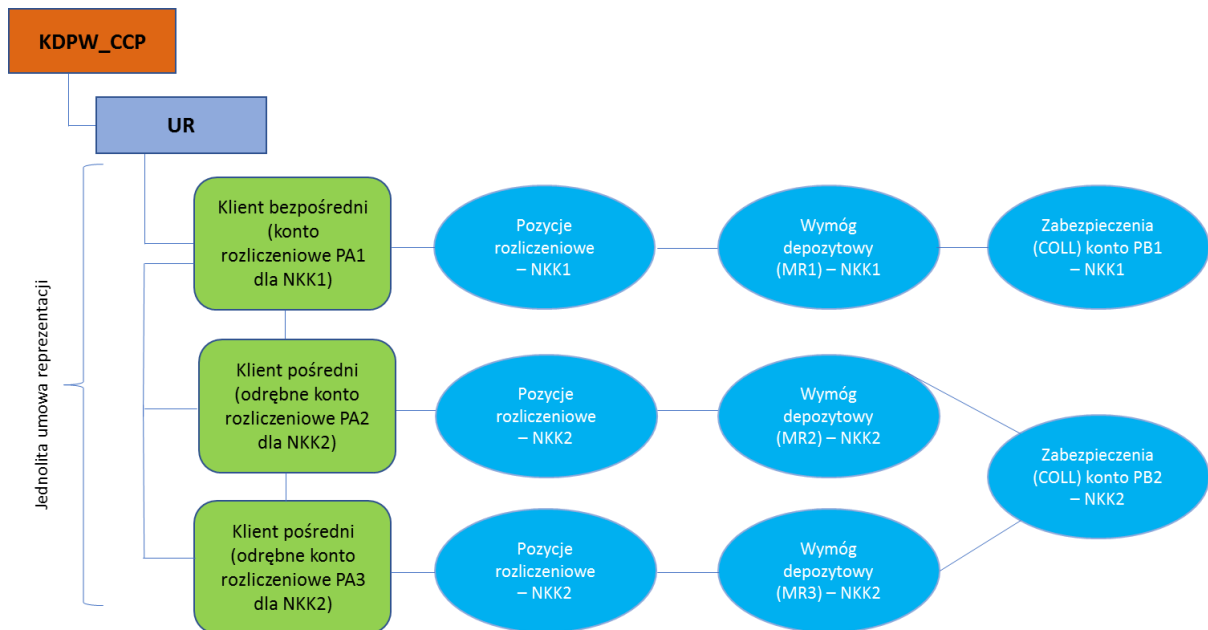 KDPW_CCP
UR
Jednolita umowa reprezentacji
Klient bezpośredni
(konto
rozliczeniowe PA1
dla NKK1)
Pozycje
rozliczeniowe
– NKK1
Wymóg
depozytowy
(MR1) – NKK1
Zabezpieczenia
(COLL) konto PB1
– NKK1
Klient pośredni
(odrębne konto
rozliczeniowe PA2
dla NKK2)
Pozycje
rozliczeniowe
– NKK2
Wymóg
depozytowy
(MR2) – NKK2
Zabezpieczenia
(COLL) konto PB2
– NKK2
Klient pośredni
(odrębne konto
rozliczeniowe PA3
dla NKK2)
Pozycje
rozliczeniowe
– NKK2
Wymóg
depozytowy
(MR3) – NKK2